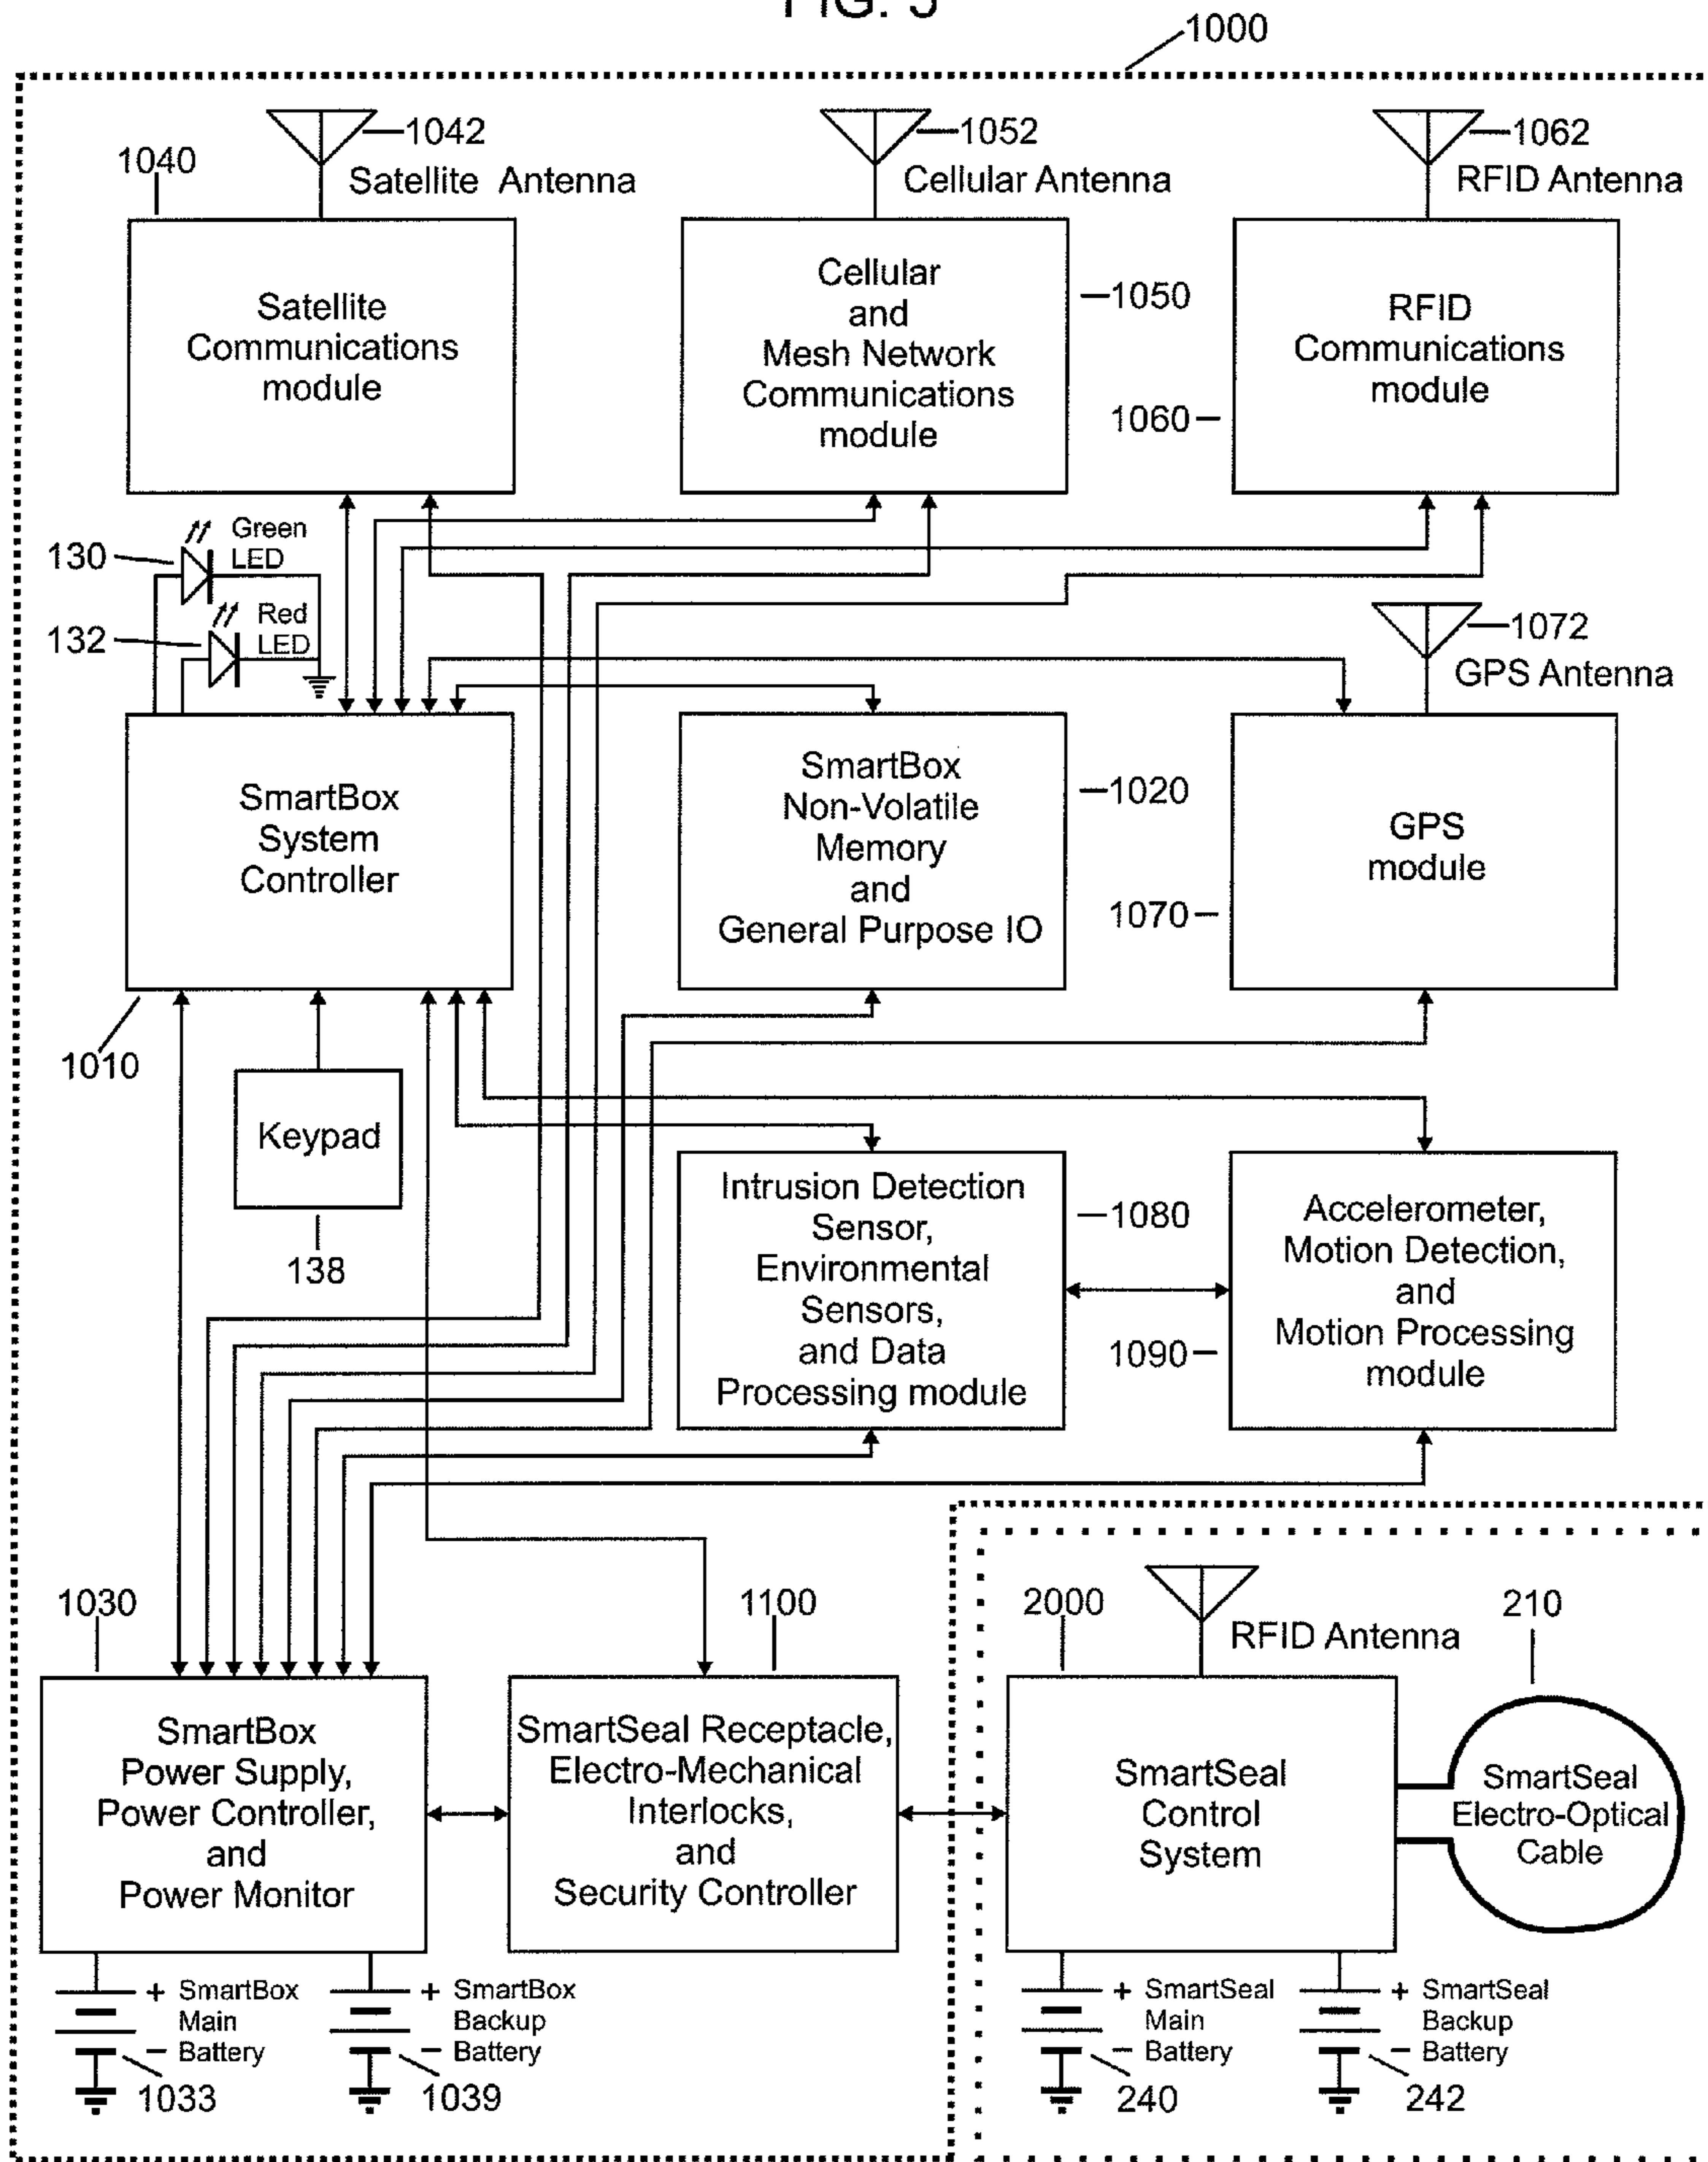 FIG. 5
1000
1042
Satellite Antenna
1052
Cellular Antenna
1062
RFID Antenna
1040
Satellite
Communications
module
Cellular
and
Mesh Network
Communications
module
1050
1060
RFID
Communications
module
130
Green
LED
132
Red
LED
1072
GPS Antenna
SmartBox
System
Controller
1010
SmartBox
Non-Volatile
Memory
and
General Purpose IO
1020
1070
GPS
module
Keypad
138
Intrusion Detection
Sensor,
Environmental
Sensors,
and Data
Processing module
1080
1090
Accelerometer,
Motion Detection,
and
Motion Processing
module
1030
SmartBox
Power Supply,
Power Controller,
and
Power Monitor
1100
SmartSeal Receptacle,
Electro-Mechanical
Interlocks,
and
Security Controller
2000
RFID Antenna
210
SmartSeal
Control
System
SmartSeal
Electro-Optical
Cable
+ SmartBox
Main
− Battery
1033
+ SmartBox
Backup
− Battery
1039
+ SmartSeal
Main
− Battery
240
+ SmartSeal
Backup
− Battery
242